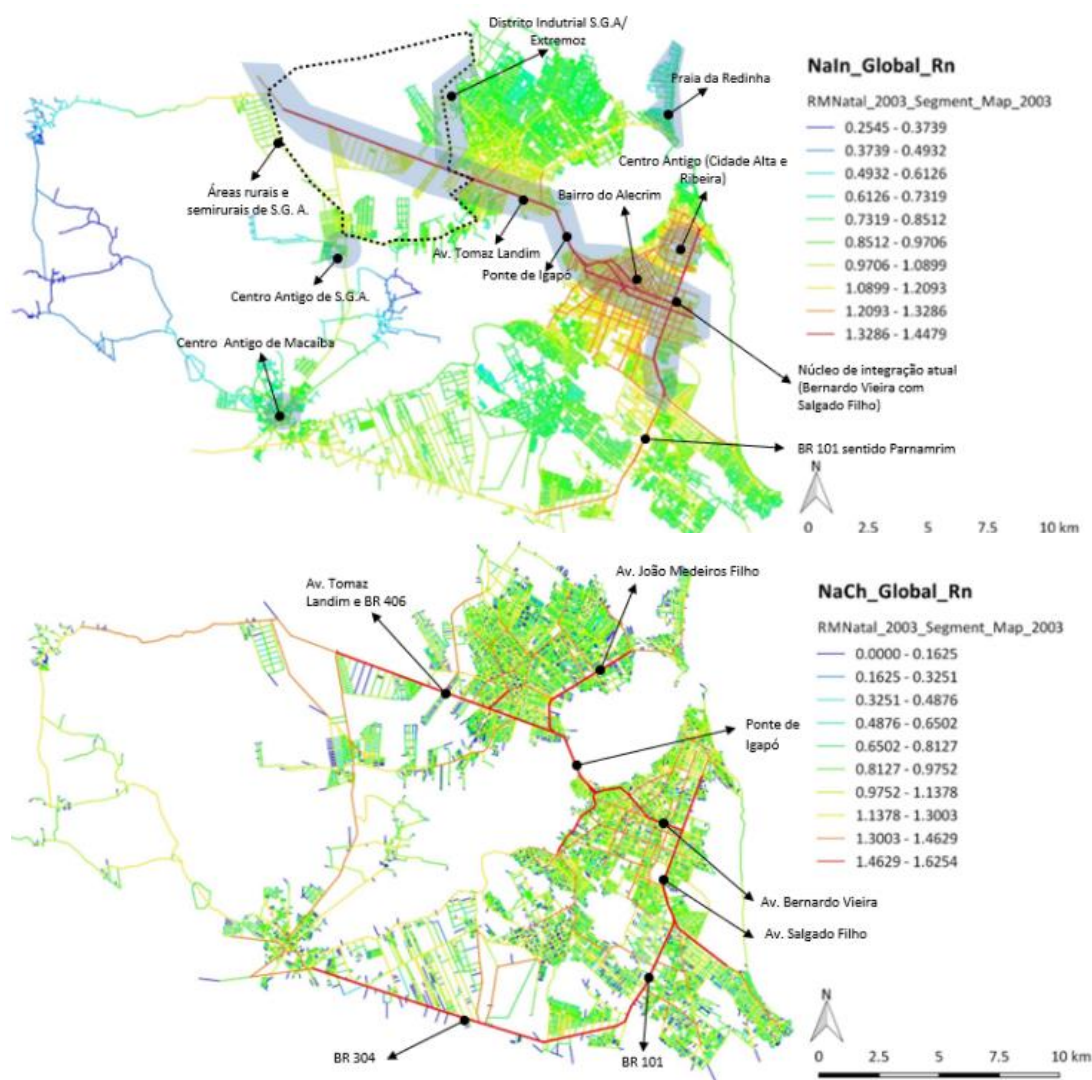 Distrito Indutrial S.G.A/
Extremoz
Praia da Redinha
Centro Antigo (Cidade Alta e
Ribeira)
Bairro do Alecrim
Áreas rurais e
semirurais de S.G. A.
Av. Tomaz Landim
Ponte de Igapó
Centro Antigo de S.G.A.
Centro Antigo de Macaíba
Núcleo de integração atual
(Bernardo Vieira com
Salgado Filho)
BR 101 sentido Parnamrim
NaIn_Global_Rn
RMNatal_2003_Segment_Map_2003
0.2545 - 0.3739
0.3739 - 0.4932
0.4932 - 0.6126
0.6126 - 0.7319
0.7319 - 0.8512
0.8512 - 0.9706
0.9706 - 1.0899
1.0899 - 1.2093
1.2093 - 1.3286
1.3286 - 1.4479
N
0 2.5 5 7.5 10 km
Av. Tomaz
Landim e BR 406
Av. João Medeiros Filho
Ponte de
Igapó
Av. Bernardo Vieira
Av. Salgado Filho
BR 304
BR 101
NaCh_Global_Rn
RMNatal_2003_Segment_Map_2003
0.0000 - 0.1625
0.1625 - 0.3251
0.3251 - 0.4876
0.4876 - 0.6502
0.6502 - 0.8127
0.8127 - 0.9752
0.9752 - 1.1378
1.1378 - 1.3003
1.3003 - 1.4629
1.4629 - 1.6254
N
0 2.5 5 7.5 10 km